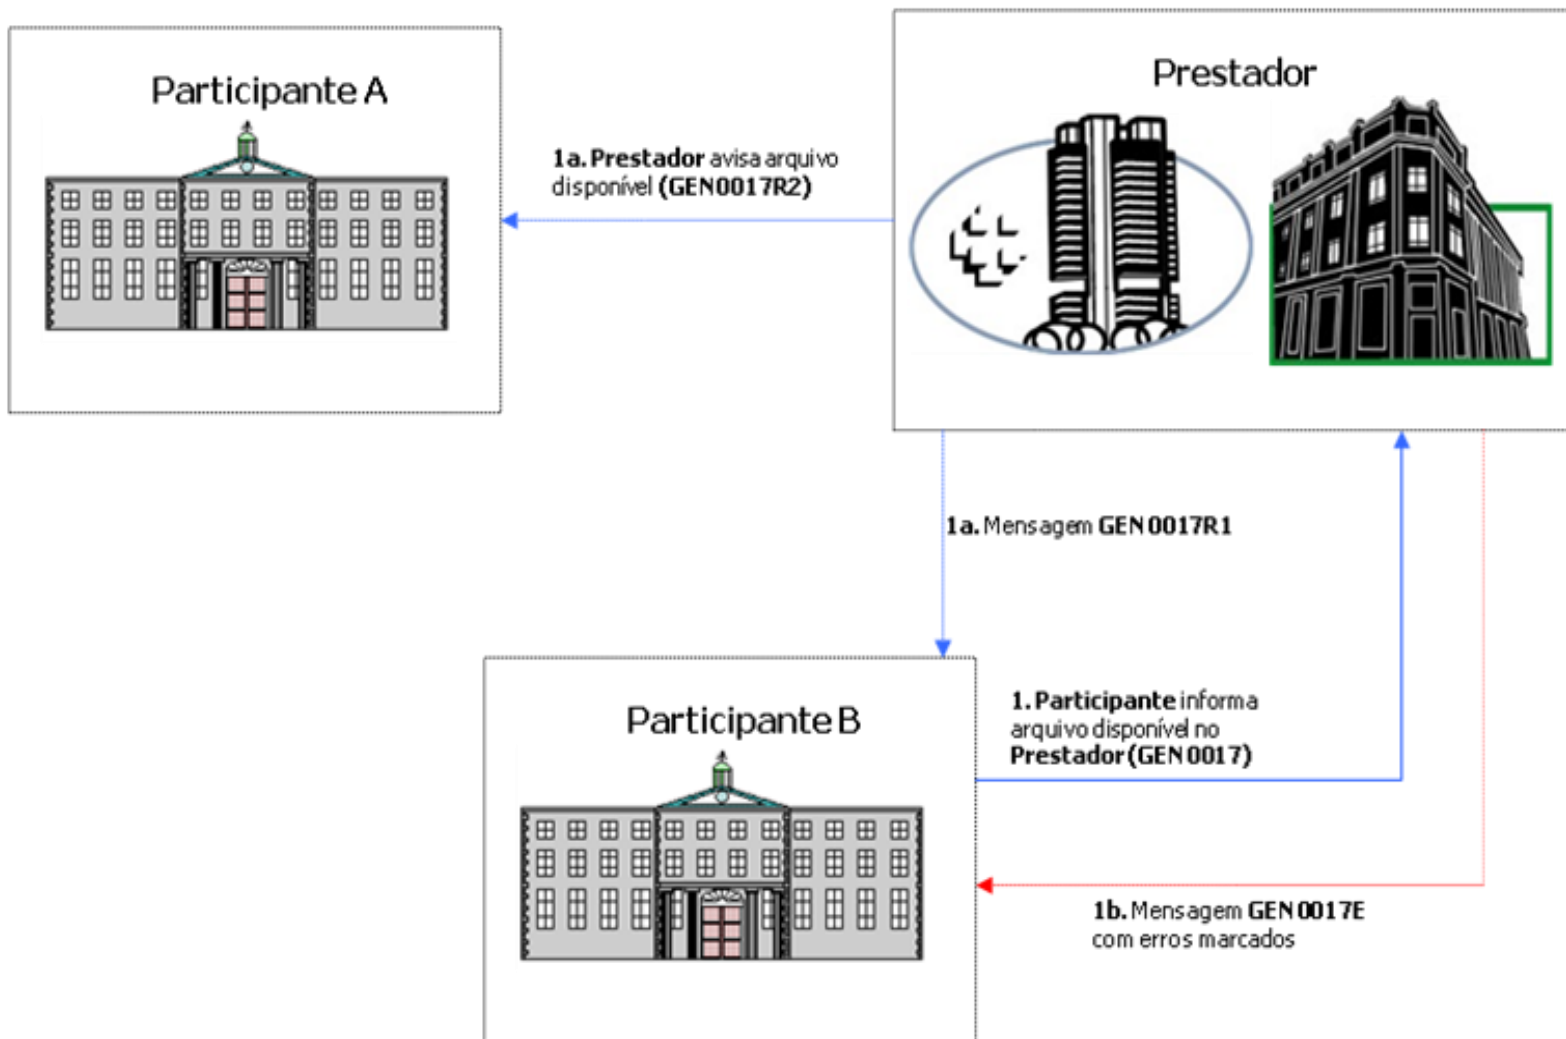 Participante A
Prestador
1a. Prestador avisa arquivo
disponível (GEN0017R2)
1a. Mensagem GEN0017R1
Participante B
1. Participante informa
arquivo disponível no
Prestador (GEN0017)
1b. Mensagem GEN0017E
com erros marcados